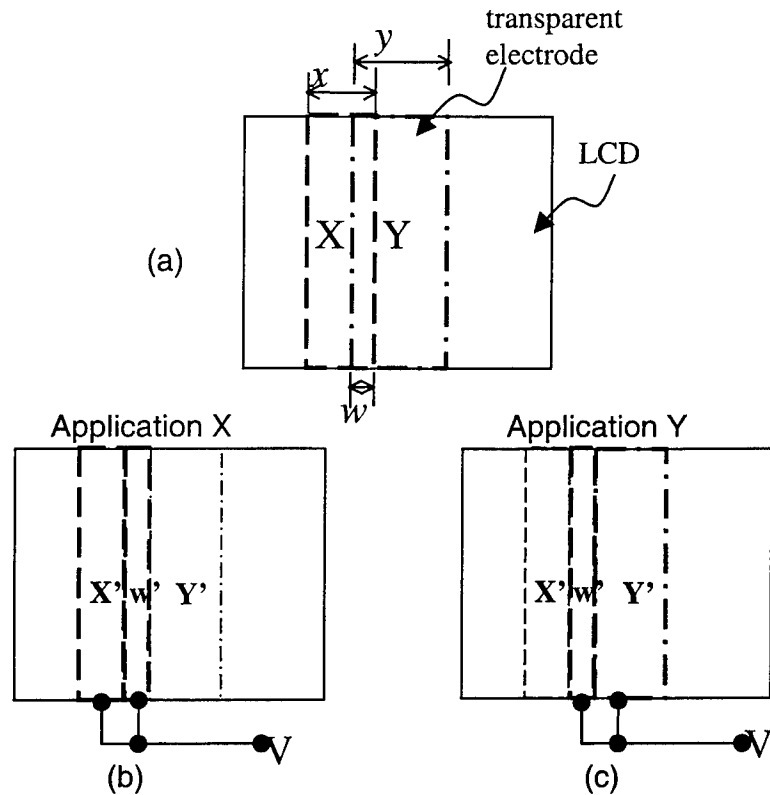 transparent
electrode
y
x
LCD
X Y
(a)
w
Application X
Application Y
X' w' Y'
X' w' Y'
V
V
(b)
(c)